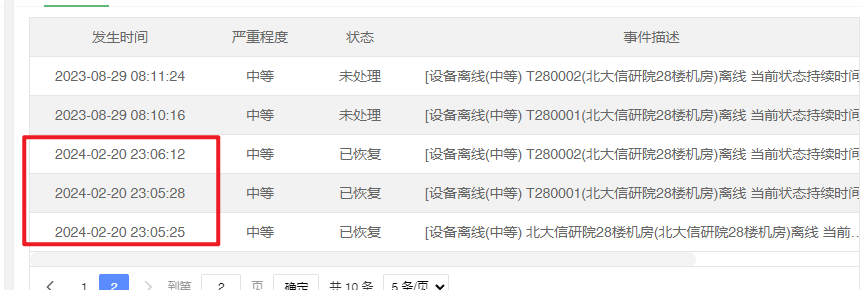 发生时间 严重程度 状态 事件描述
2023-08-29 08:11:24 中等 未处理 [设备离线(中等) T280002(北大信研院28楼机房)离线 当前状态持续时间
2023-08-29 08:10:16 中等 未处理 [设备离线(中等) T280001(北大信研院28楼机房)离线 当前状态持续时间
2024-02-20 23:06:12 中等 已恢复 [设备离线(中等) T280002(北大信研院28楼机房)离线 当前状态持续时间
2024-02-20 23:05:28 中等 已恢复 [设备离线(中等) T280001(北大信研院28楼机房)离线 当前状态持续时间
2024-02-20 23:05:25 中等 已恢复 [设备离线(中等) 北大信研院28楼机房(北大信研院28楼机房)离线 当前...
1 2 到第 2 页 确定 共 10 条 5 条/页